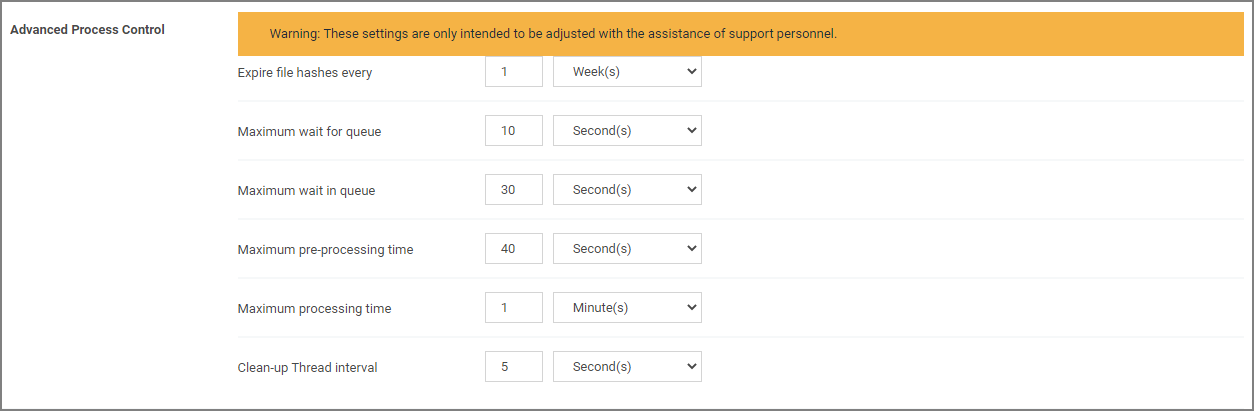 Advanced Process Control
Warning: These settings are only intended to be adjusted with the assistance of support personnel.
Expire file hashes every 1 Week(s)
Maximum wait for queue 10 Second(s)
Maximum wait in queue 30 Second(s)
Maximum pre-processing time 40 Second(s)
Maximum processing time 1 Minute(s)
Clean-up Thread interval 5 Second(s)